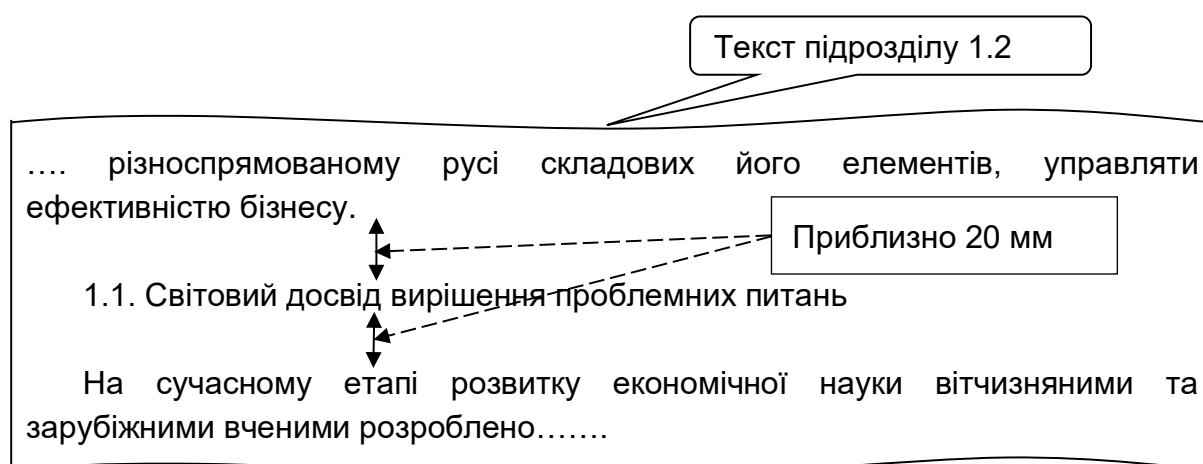 Текст підрозділу 1.2
…. різноспрямованому русі складових його елементів, управляти
ефективністю бізнесу.
Приблизно 20 мм
1.1. Світовий досвід вирішення проблемних питань
На сучасному етапі розвитку економічної науки вітчизняними та
зарубіжними вченими розроблено…….